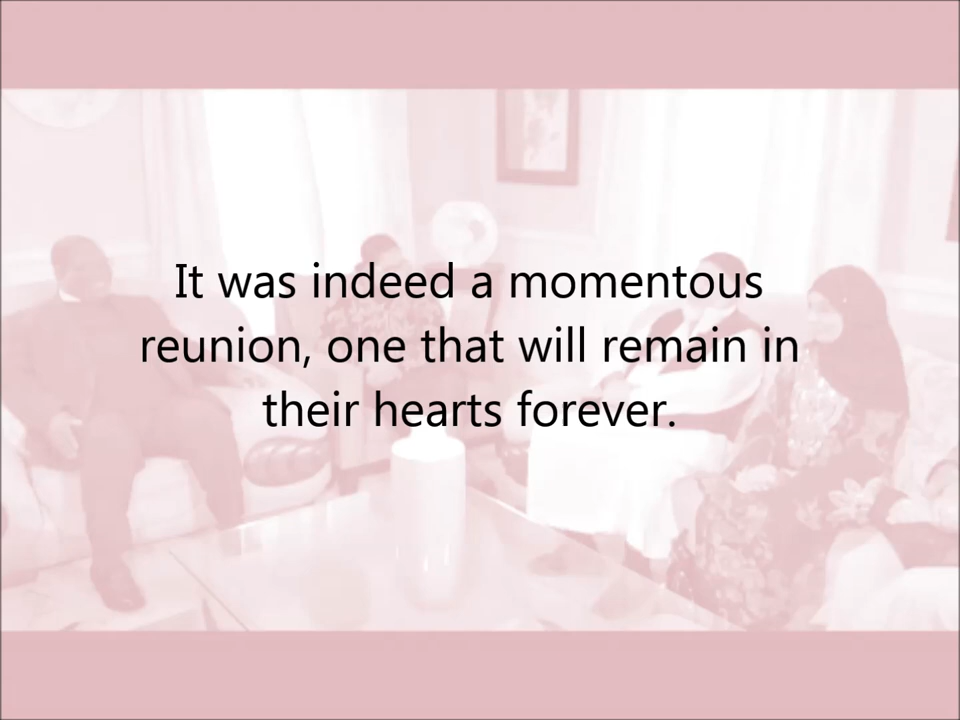 It was indeed a momentous
reunion, one that will remain in
their hearts forever.